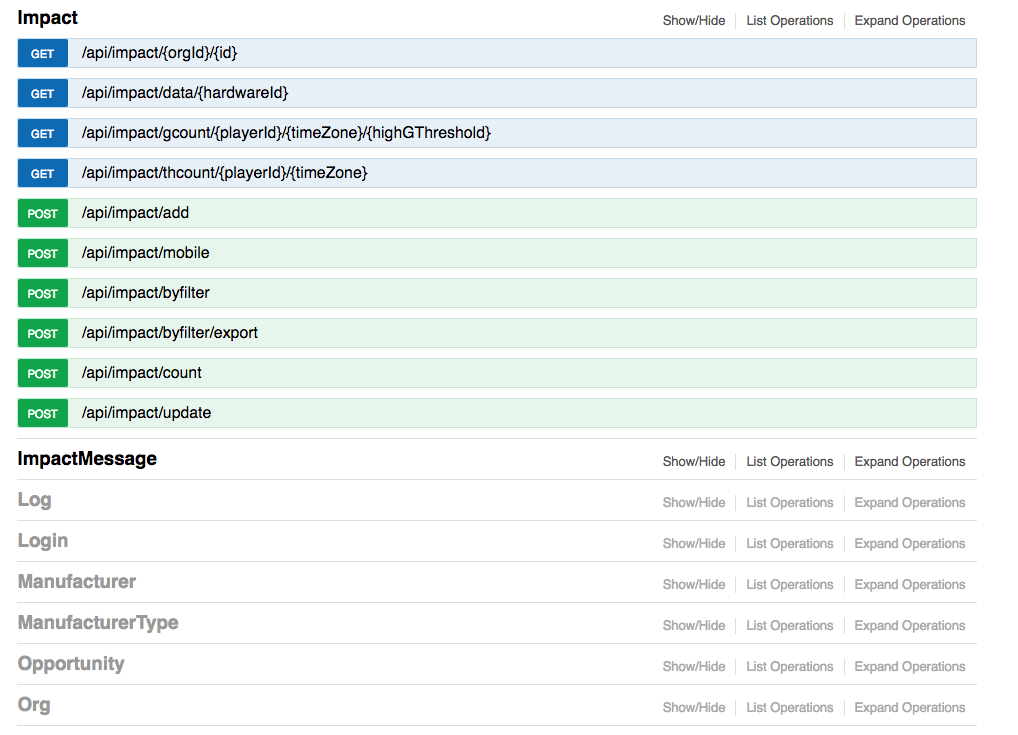 Impact Show/Hide List Operations Expand Operations
GET /api/impact/{orgId}/{id}
GET /api/impact/data/{hardwareId}
GET /api/impact/gcount/{playerId}/{timeZone}/{highGThreshold}
GET /api/impact/thcount/{playerId}/{timeZone}
POST /api/impact/add
POST /api/impact/mobile
POST /api/impact/byfilter
POST /api/impact/byfilter/export
POST /api/impact/count
POST /api/impact/update
ImpactMessage Show/Hide List Operations Expand Operations
Log Show/Hide List Operations Expand Operations
Login Show/Hide List Operations Expand Operations
Manufacturer Show/Hide List Operations Expand Operations
ManufacturerType Show/Hide List Operations Expand Operations
Opportunity Show/Hide List Operations Expand Operations
Org Show/Hide List Operations Expand Operations